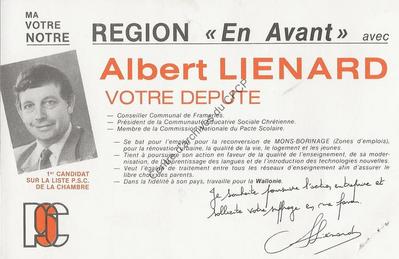 MA
VOTRE
NOTRE
REGION « En Avant » avec
Albert LIENARD
VOTRE DEPUTE
— Conseiller Communal de Frameries.
— Président de la Communauté Educative Sociale Chrétienne.
— Membre de la Commission Nationale du Pacte Scolaire.
— Se bat pour l'emploi, pour la reconversion de MONS-BORINAGE (Zones d'emplois),
pour la rénovation urbaine, la qualité de la vie, le logement et les jeunes.
— Tient à poursuivre son action en faveur de la qualité de l'enseignement, de sa moder-
nisation, de l'apprentissage des langues et de l'introduction des technologies nouvelles.
— Veut l'égalité de traitement entre tous les réseaux d'enseignement afin d'assurer le
libre choix des parents.
— Dans la fidélité à son pays, travaille pour la Wallonie.
1er CANDIDAT
SUR LA LISTE P.S.C.
DE LA CHAMBRE
PSC
Je souhaite poursuivre l'action entreprise et
sollicite votre suffrage en ma faveur.
ALienard
Centre d'archives du CPCP